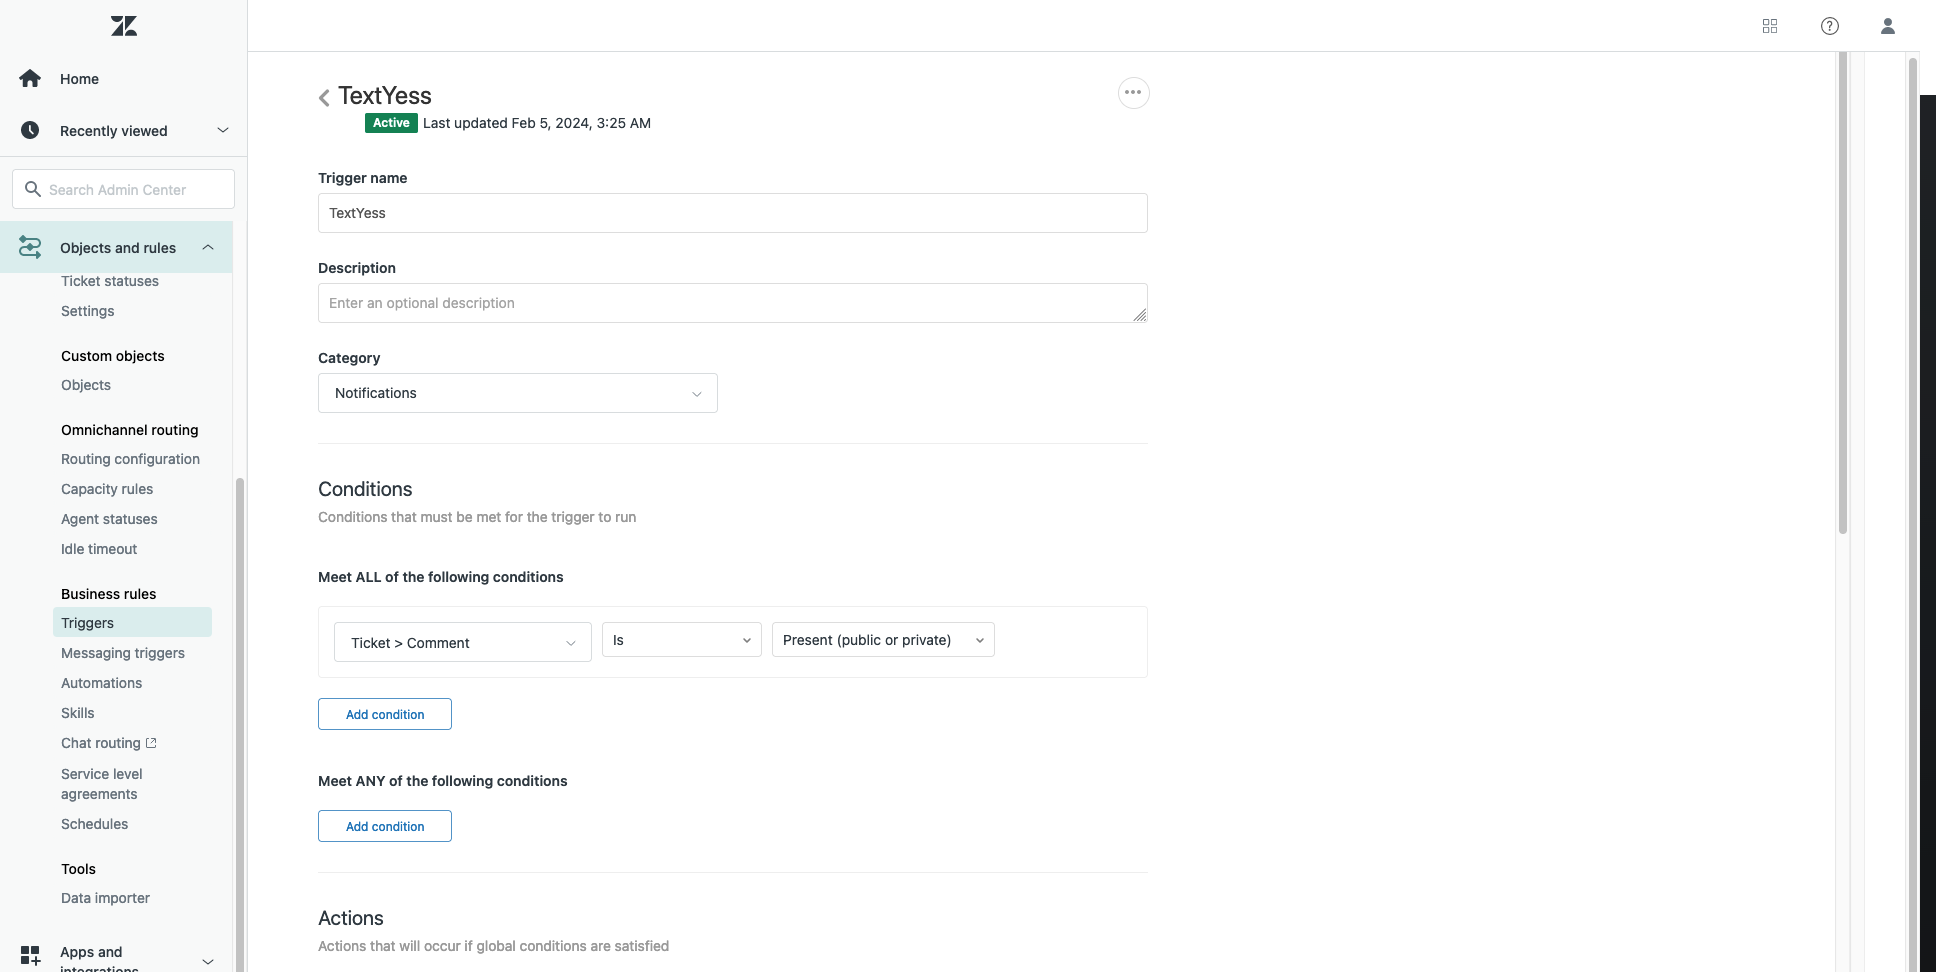 Home
Recently viewed
Search Admin Center
Objects and rules
Ticket statuses
Settings
Custom objects
Objects
Omnichannel routing
Routing configuration
Capacity rules
Agent statuses
Idle timeout
Business rules
Triggers
Messaging triggers
Automations
Skills
Chat routing
Service level
agreements
Schedules
Tools
Data importer
Apps and
integrations
TextYess
Active Last updated Feb 5, 2024, 3:25 AM
Trigger name
TextYess
Description
Enter an optional description
Category
Notifications
Conditions
Conditions that must be met for the trigger to run
Meet ALL of the following conditions
Ticket > Comment Is Present (public or private)
Add condition
Meet ANY of the following conditions
Add condition
Actions
Actions that will occur if global conditions are satisfied